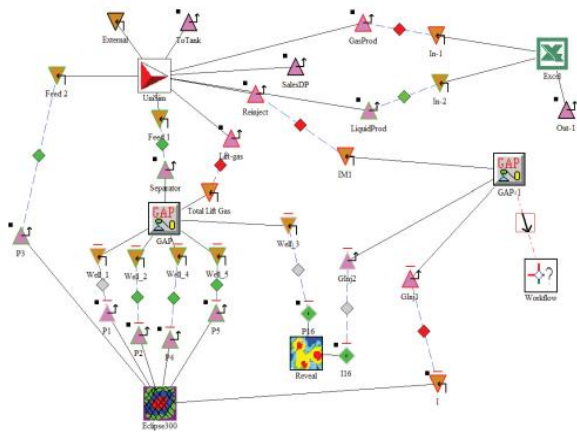 External
ToTank
GasProd
In-1
Excel
Feed 2
UniSim
SalesDP
Reinject
LiquidProd
In-2
Out-1
Feed 1
Lift-gas
IM1
Separator
Total Lift Gas
GAP
GAP-1
P3
GAP
Well_1
Well_2
Well_4
Well_5
Well_3
GInj2
GInj1
Workflow
P1
P2
P4
P5
P16
Reveal
I16
Eclipse300
I